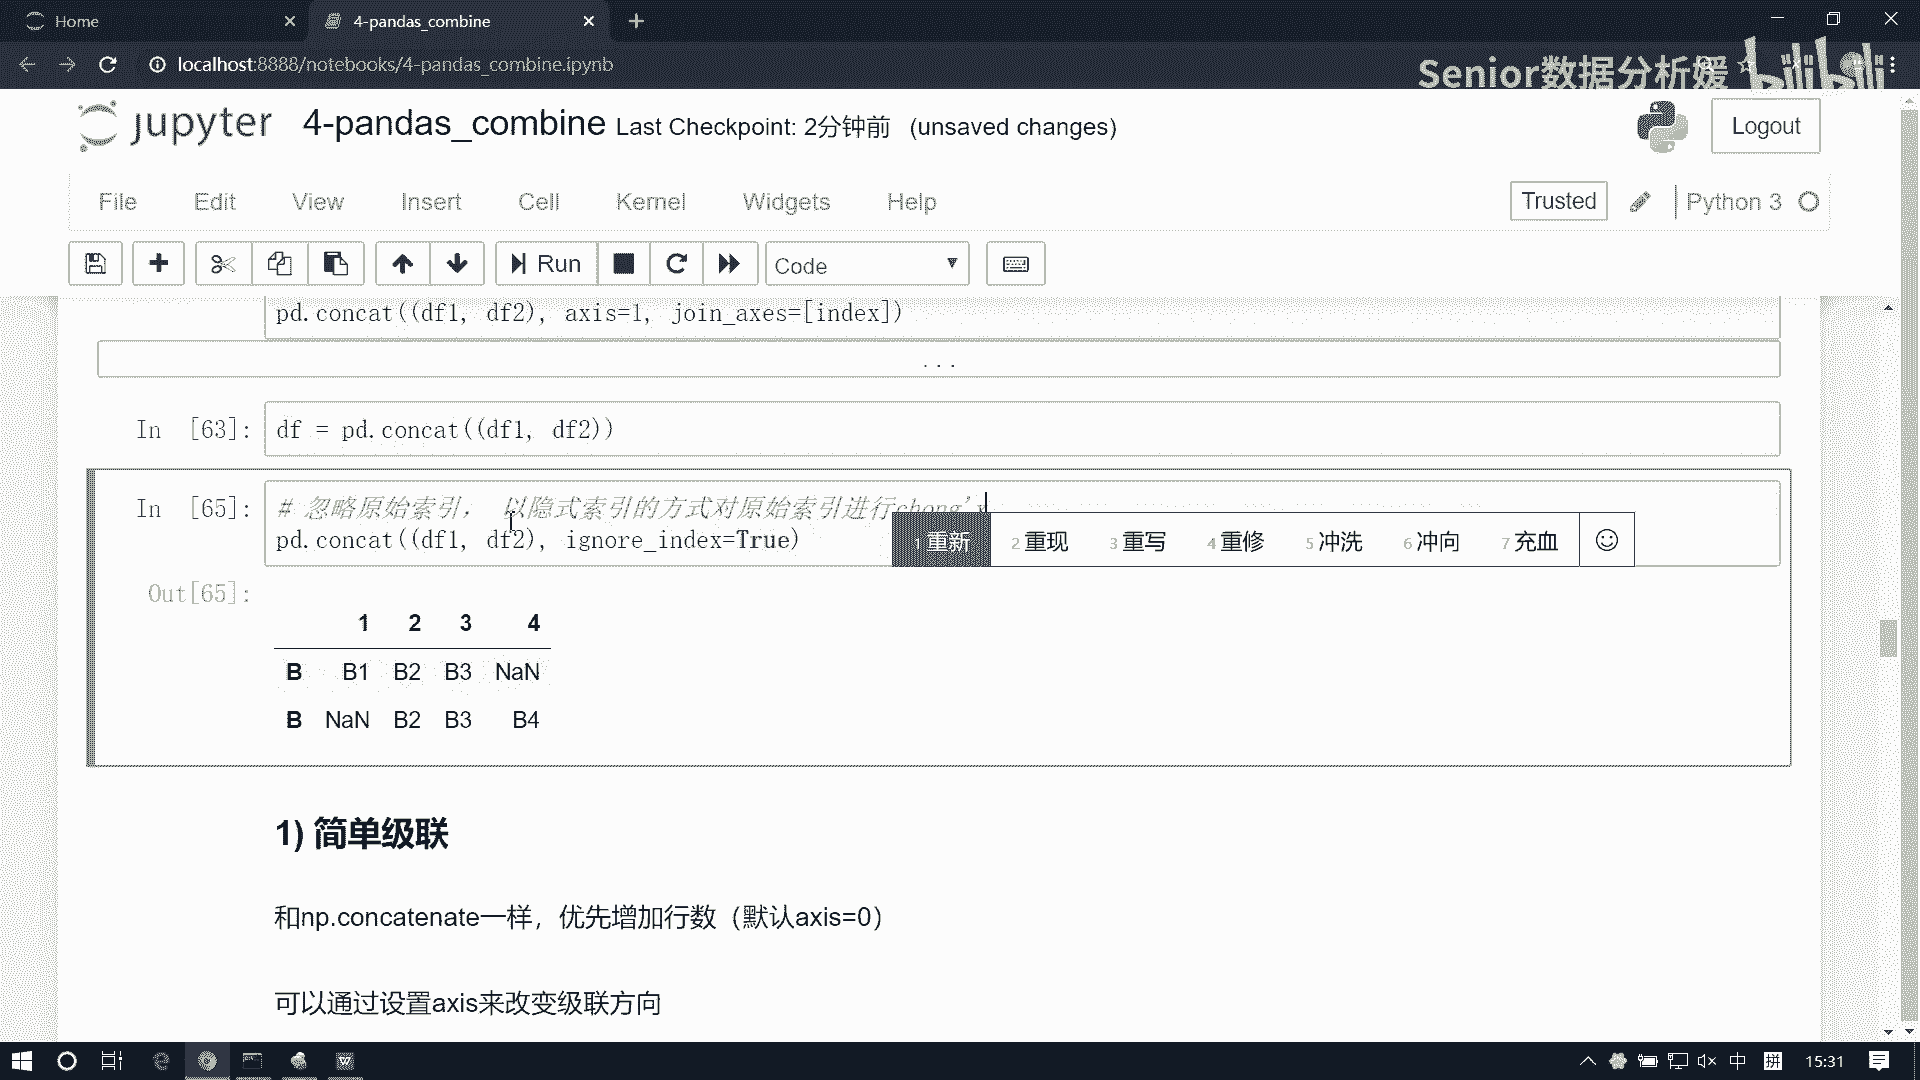 Home
4-pandas_combine
localhost:8888/notebooks/4-pandas_combine.ipynb
Senior数据分析媛 bilibili
jupyter 4-pandas_combine Last Checkpoint: 2分钟前 (unsaved changes)
Logout
File Edit View Insert Cell Kernel Widgets Help
Trusted
Python 3
Run
Code
pd.concat((df1, df2), axis=1, join_axes=[index])
...
In [63]: df = pd.concat((df1, df2))
In [65]: # 忽略原始索引， 以隐式索引的方式对原始索引进行chong'x
pd.concat((df1, df2), ignore_index=True)
1重新 2重现 3重写 4重修 5冲洗 6冲向 7充血
Out[65]:
1 2 3 4
B B1 B2 B3 NaN
B NaN B2 B3 B4
1) 简单级联
和np.concatenate一样，优先增加行数（默认axis=0）
可以通过设置axis来改变级联方向
中 拼 15:31